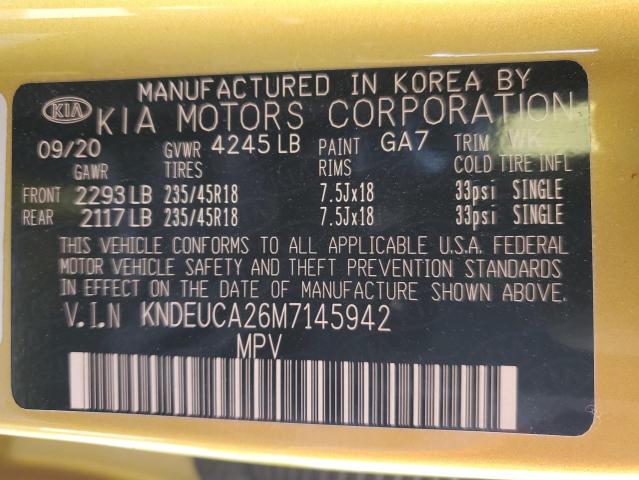 MANUFACTURED IN KOREA BY
KIA KIA MOTORS CORPORATION
09/20 GVWR 4245 LB PAINT GA7 TRIM WK
GAWR TIRES RIMS COLD TIRE INFL
FRONT 2293 LB 235/45R18 7.5Jx18 33psi SINGLE
REAR 2117 LB 235/45R18 7.5Jx18 33psi SINGLE
THIS VEHICLE CONFORMS TO ALL APPLICABLE U.S.A. FEDERAL
MOTOR VEHICLE SAFETY AND THEFT PREVENTION STANDARDS
IN EFFECT ON THE DATE OF MANUFACTURE SHOWN ABOVE.
V.I.N KNDEUCA26M7145942
MPV